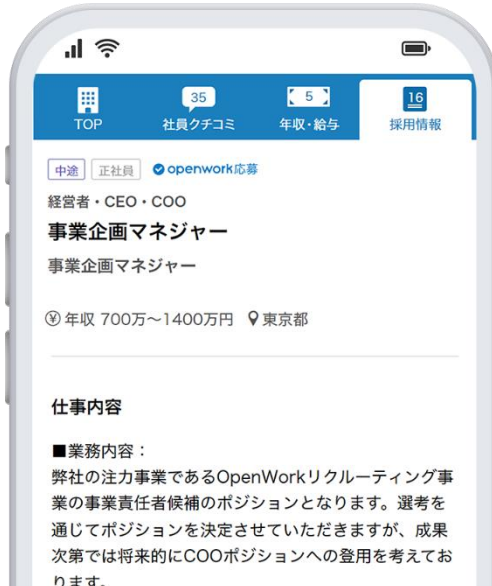 35
5
16
TOP
社員クチコミ
年収・給与
採用情報
中途 正社員 openwork応募
経営者・CEO・COO
事業企画マネジャー
事業企画マネジャー
年収 700万～1400万円 東京都
仕事内容
■業務内容：
弊社の注力事業であるOpenWorkリクルーティング事
業の事業責任者候補のポジションとなります。選考を
通じてポジションを決定させていただきますが、成果
次第では将来的にCOOポジションへの登用を考えてお
ります。